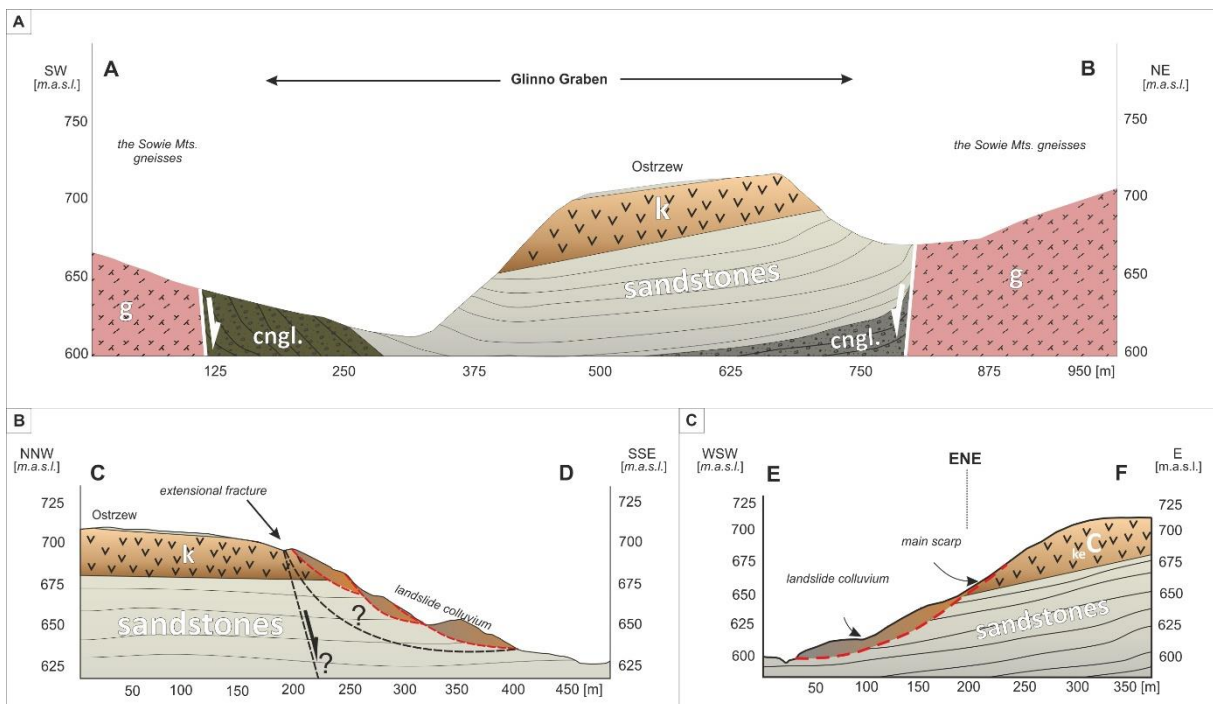 A
SW
[m.a.s.l.]
A
Glinno Graben
B
NE
[m.a.s.l.]
750
750
the Sowie Mts.
gneisses
the Sowie Mts.
gneisses
Ostrzew
700
700
k
650
650
sandstones
g
g
cngl.
cngl.
600
600
125 250 375 500 625 750 875 950 [m]
B
NNW
[m.a.s.l.]
C
extensional fracture
D
SSE
[m.a.s.l.]
725
725
Ostrzew
700
700
k
675
675
landslide colluvium
sandstones
?
650
650
?
625
625
50 100 150 200 250 300 350 400 450 [m]
C
WSW
[m.a.s.l.]
E
ENE
F
E
[m.a.s.l.]
725
725
700
700
main scarp
keC
675
675
landslide colluvium
650
650
sandstones
625
625
600
600
50 100 150 200 250 300 350 [m]